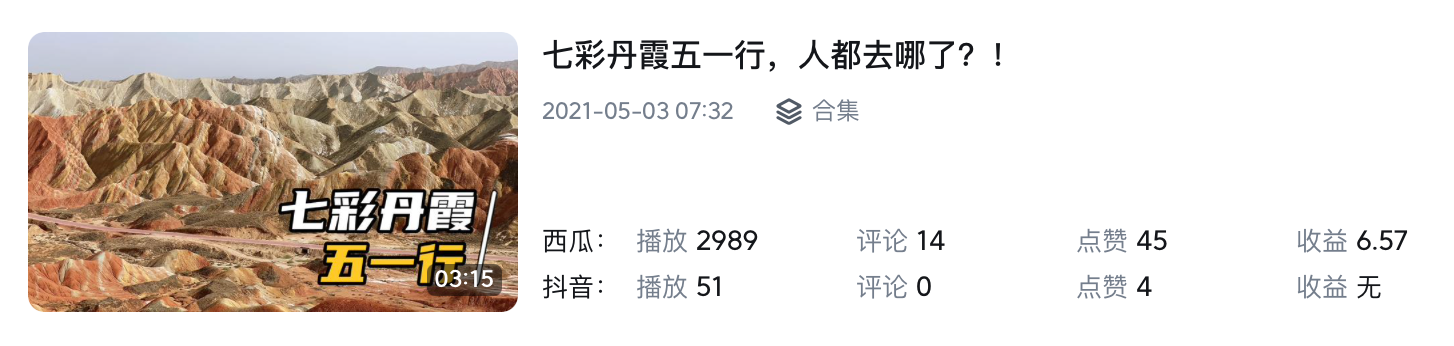 七彩丹霞
五一行
03:15
七彩丹霞五一行，人都去哪了？！
2021-05-03 07:32 合集
西瓜： 播放 2989 评论 14 点赞 45 收益 6.57
抖音： 播放 51 评论 0 点赞 4 收益 无